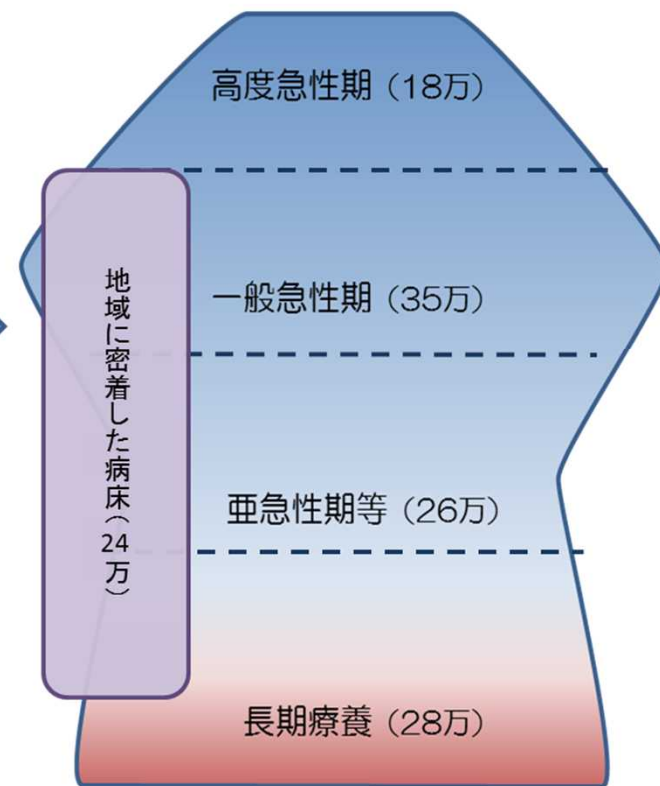 高度急性期（18万）
一般急性期（35万）
亜急性期等（26万）
長期療養（28万）
地域に密着した病床（24万）